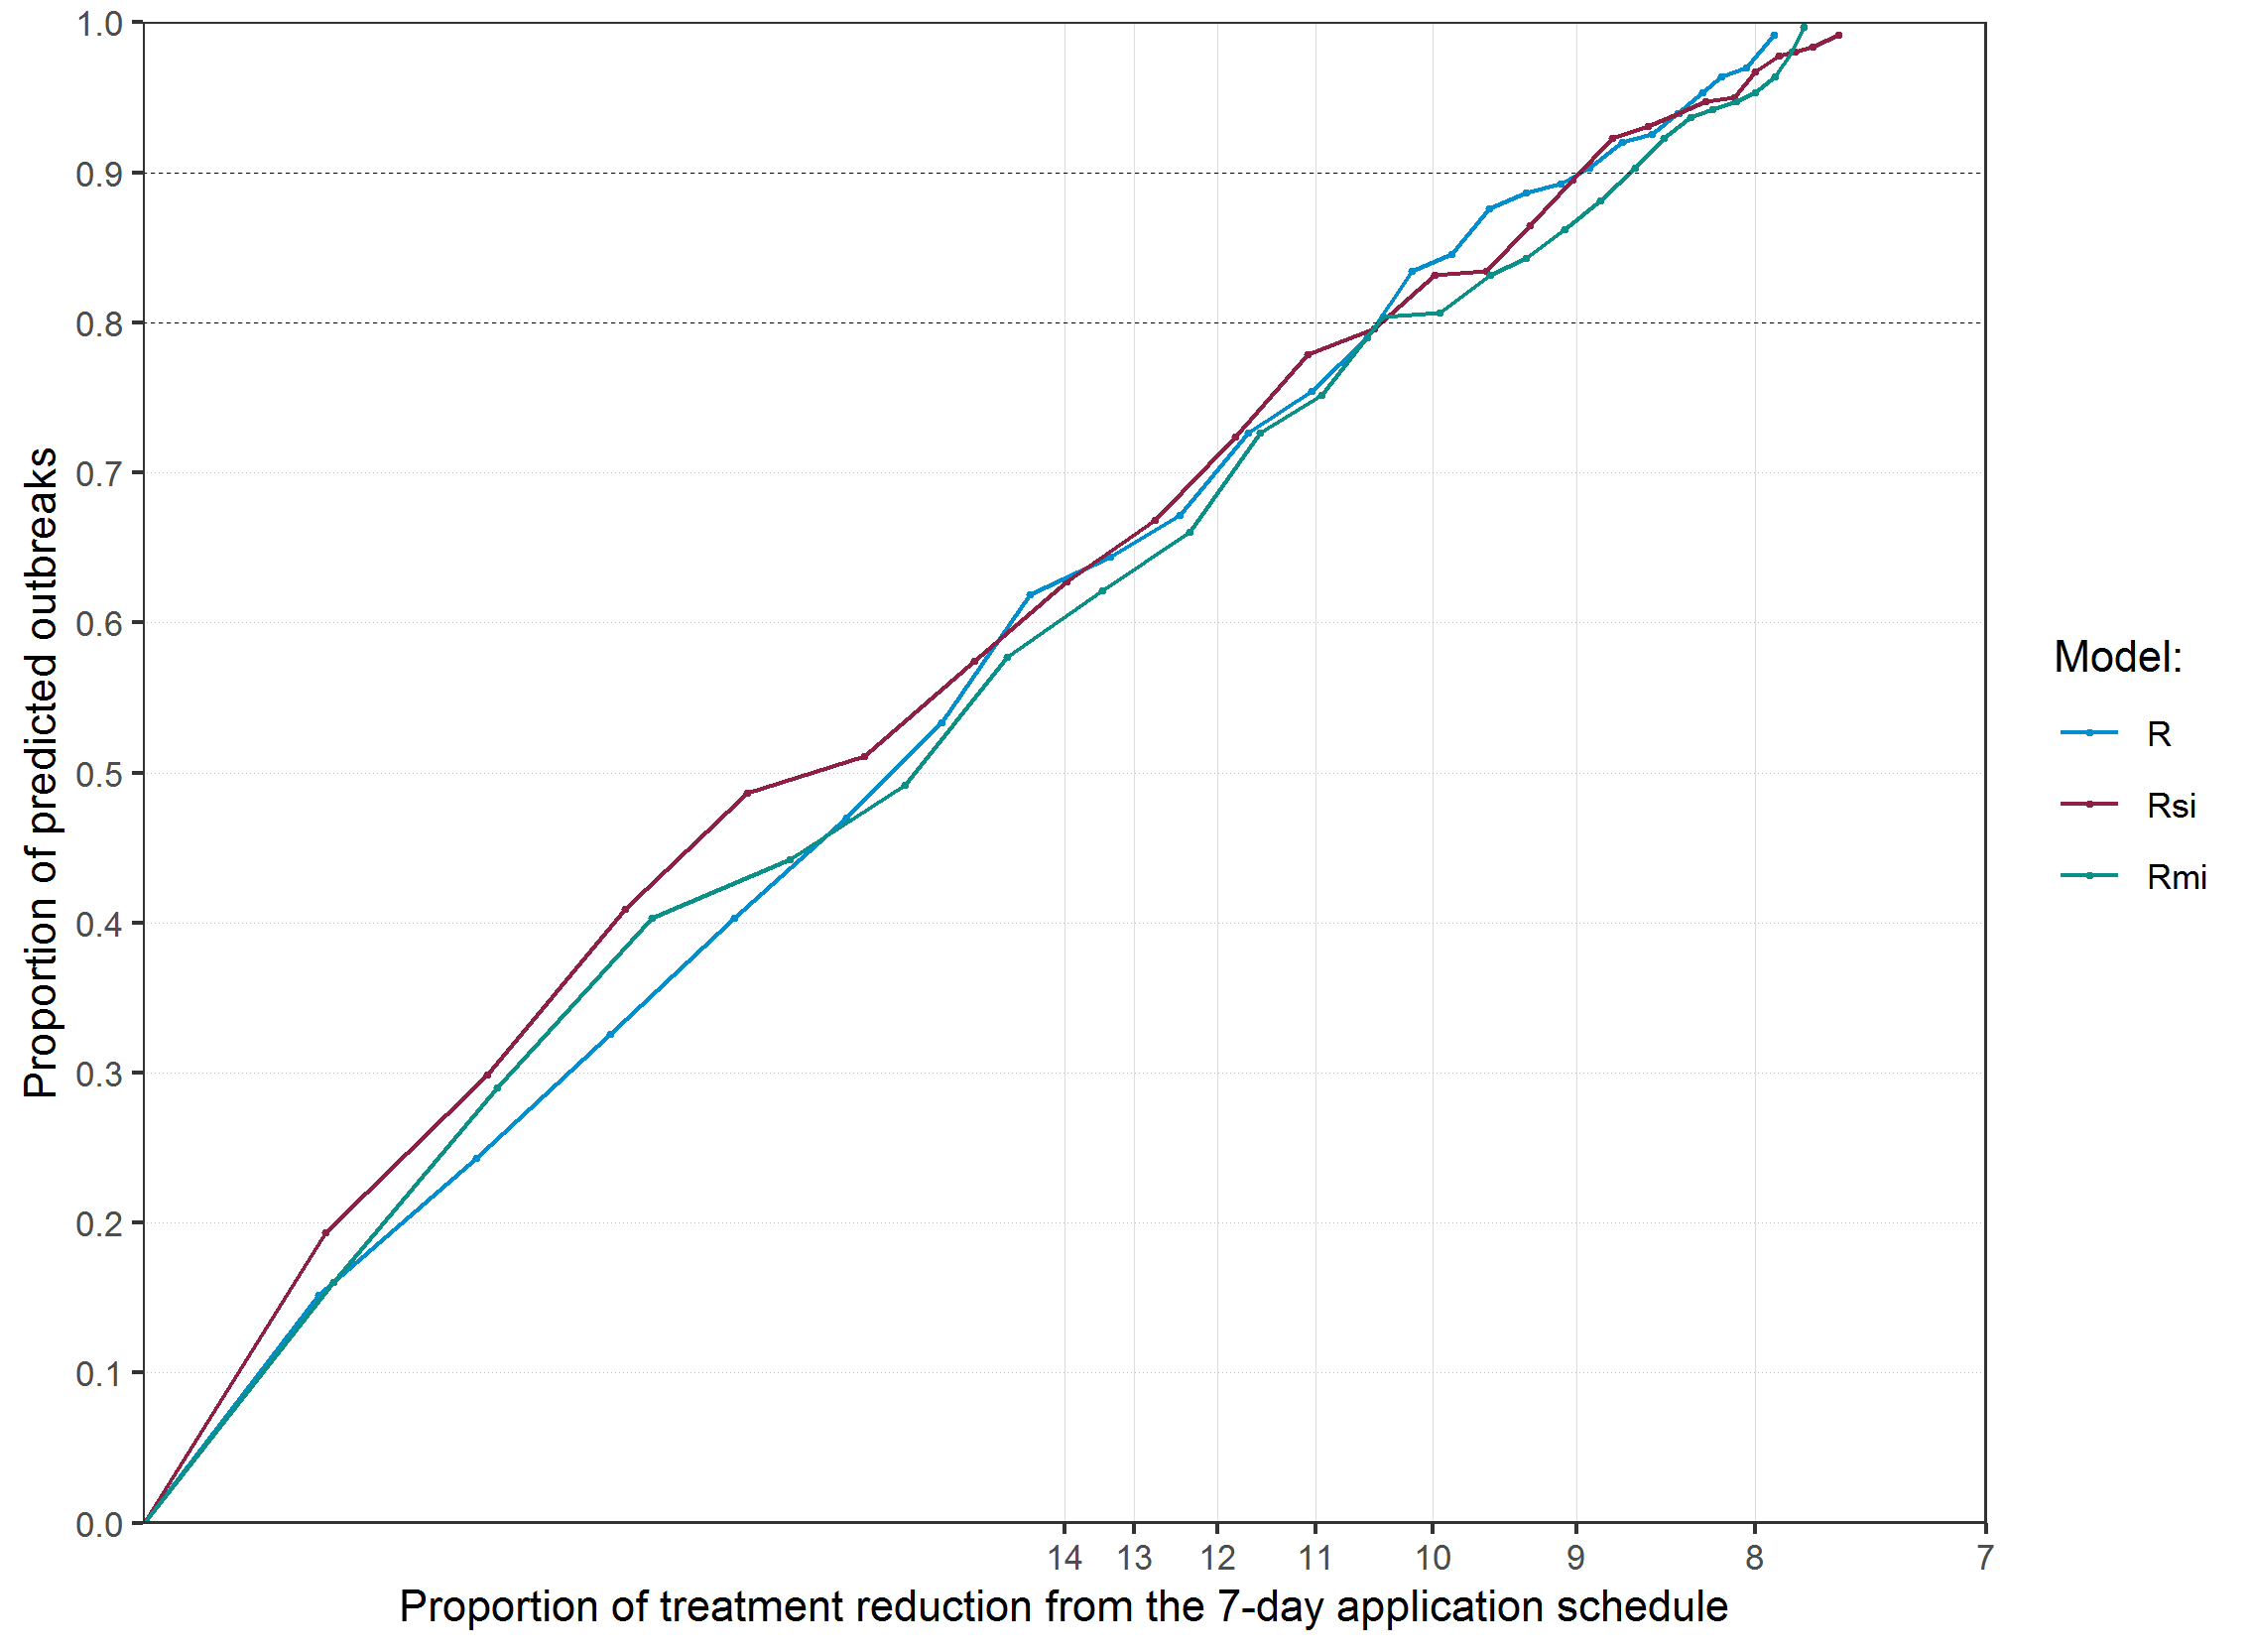 1.0
0.9
0.8
0.7
0.6
0.5
0.4
0.3
0.2
0.1
0.0
Proportion of predicted outbreaks
14 13 12 11 10 9 8 7
Proportion of treatment reduction from the 7-day application schedule
Model:
R
Rsi
Rmi